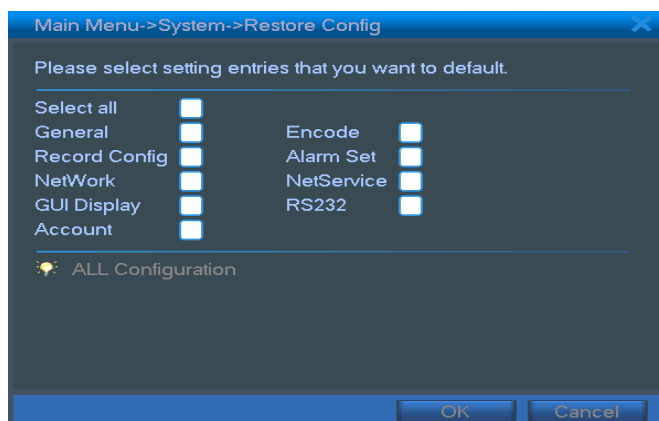 Main Menu->System->Restore Config
Please select setting entries that you want to default.
Select all
General Encode
Record Config Alarm Set
NetWork NetService
GUI Display RS232
Account
ALL Configuration
OK Cancel